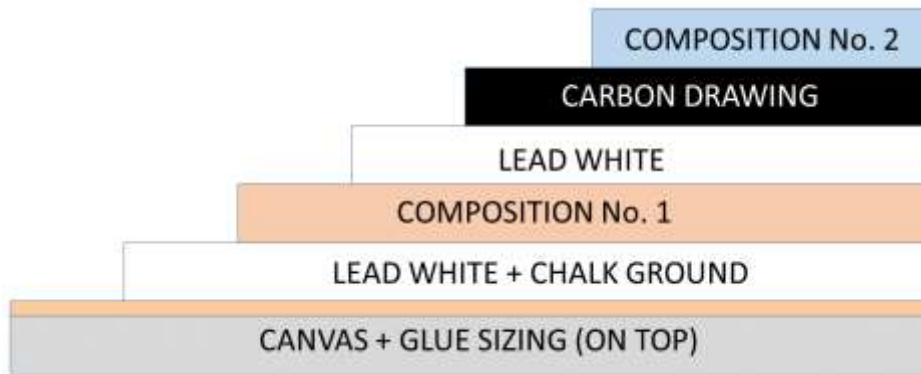 COMPOSITION No. 2
CARBON DRAWING
LEAD WHITE
COMPOSITION No. 1
LEAD WHITE + CHALK GROUND
CANVAS + GLUE SIZING (ON TOP)